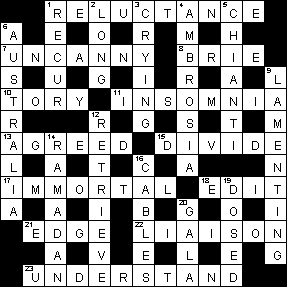 1 R E 2 L U 3 C T 4 A N 5 C E
6 A E O R M H
7 U N C A N N Y 8 B R I E
S U G I R A 9 L
10 T O R Y 11 I N S O M N I A
R 12 R G S T M
13 A G 14 R E E D 15 D I V I D E
L A T 16 C A N
17 I M M O R T A L 18 E 19 D I T
A A I B 20 G O I
21 E D G E 22 L I A I S O N
A V E L E G
23 U N D E R S T A N D